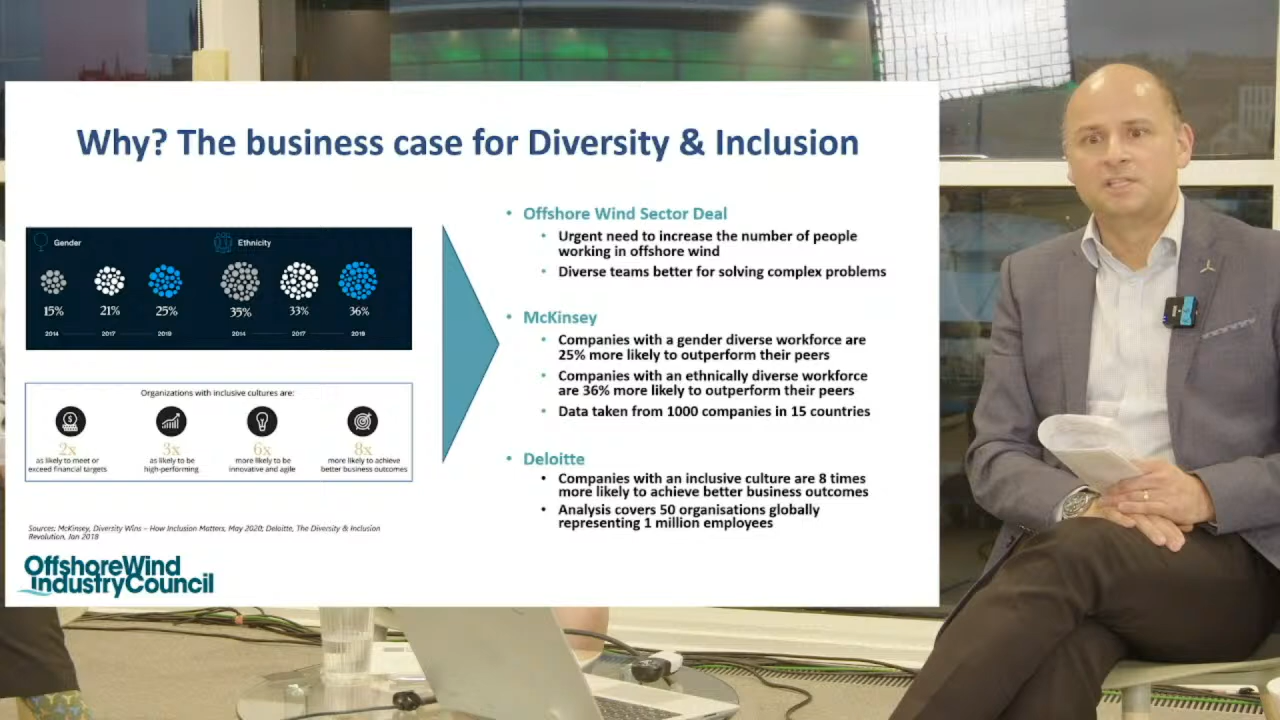 Why? The business case for Diversity & Inclusion
Gender
Ethnicity
15%
21%
25%
35%
33%
36%
2014
2017
2019
2014
2017
2019
Organizations with inclusive cultures are:
2x
as likely to meet or
exceed financial targets
3x
as likely to be
high-performing
6x
more likely to be
innovative and agile
8x
more likely to achieve
better business outcomes
Sources: McKinsey, Diversity Wins – How Inclusion Matters, May 2020; Deloitte, The Diversity & Inclusion
Revolution, Jan 2018
OffshoreWind
IndustryCouncil
• Offshore Wind Sector Deal
• Urgent need to increase the number of people
working in offshore wind
• Diverse teams better for solving complex problems
• McKinsey
• Companies with a gender diverse workforce are
25% more likely to outperform their peers
• Companies with an ethnically diverse workforce
are 36% more likely to outperform their peers
• Data taken from 1000 companies in 15 countries
• Deloitte
• Companies with an inclusive culture are 8 times
more likely to achieve better business outcomes
• Analysis covers 50 organisations globally
representing 1 million employees